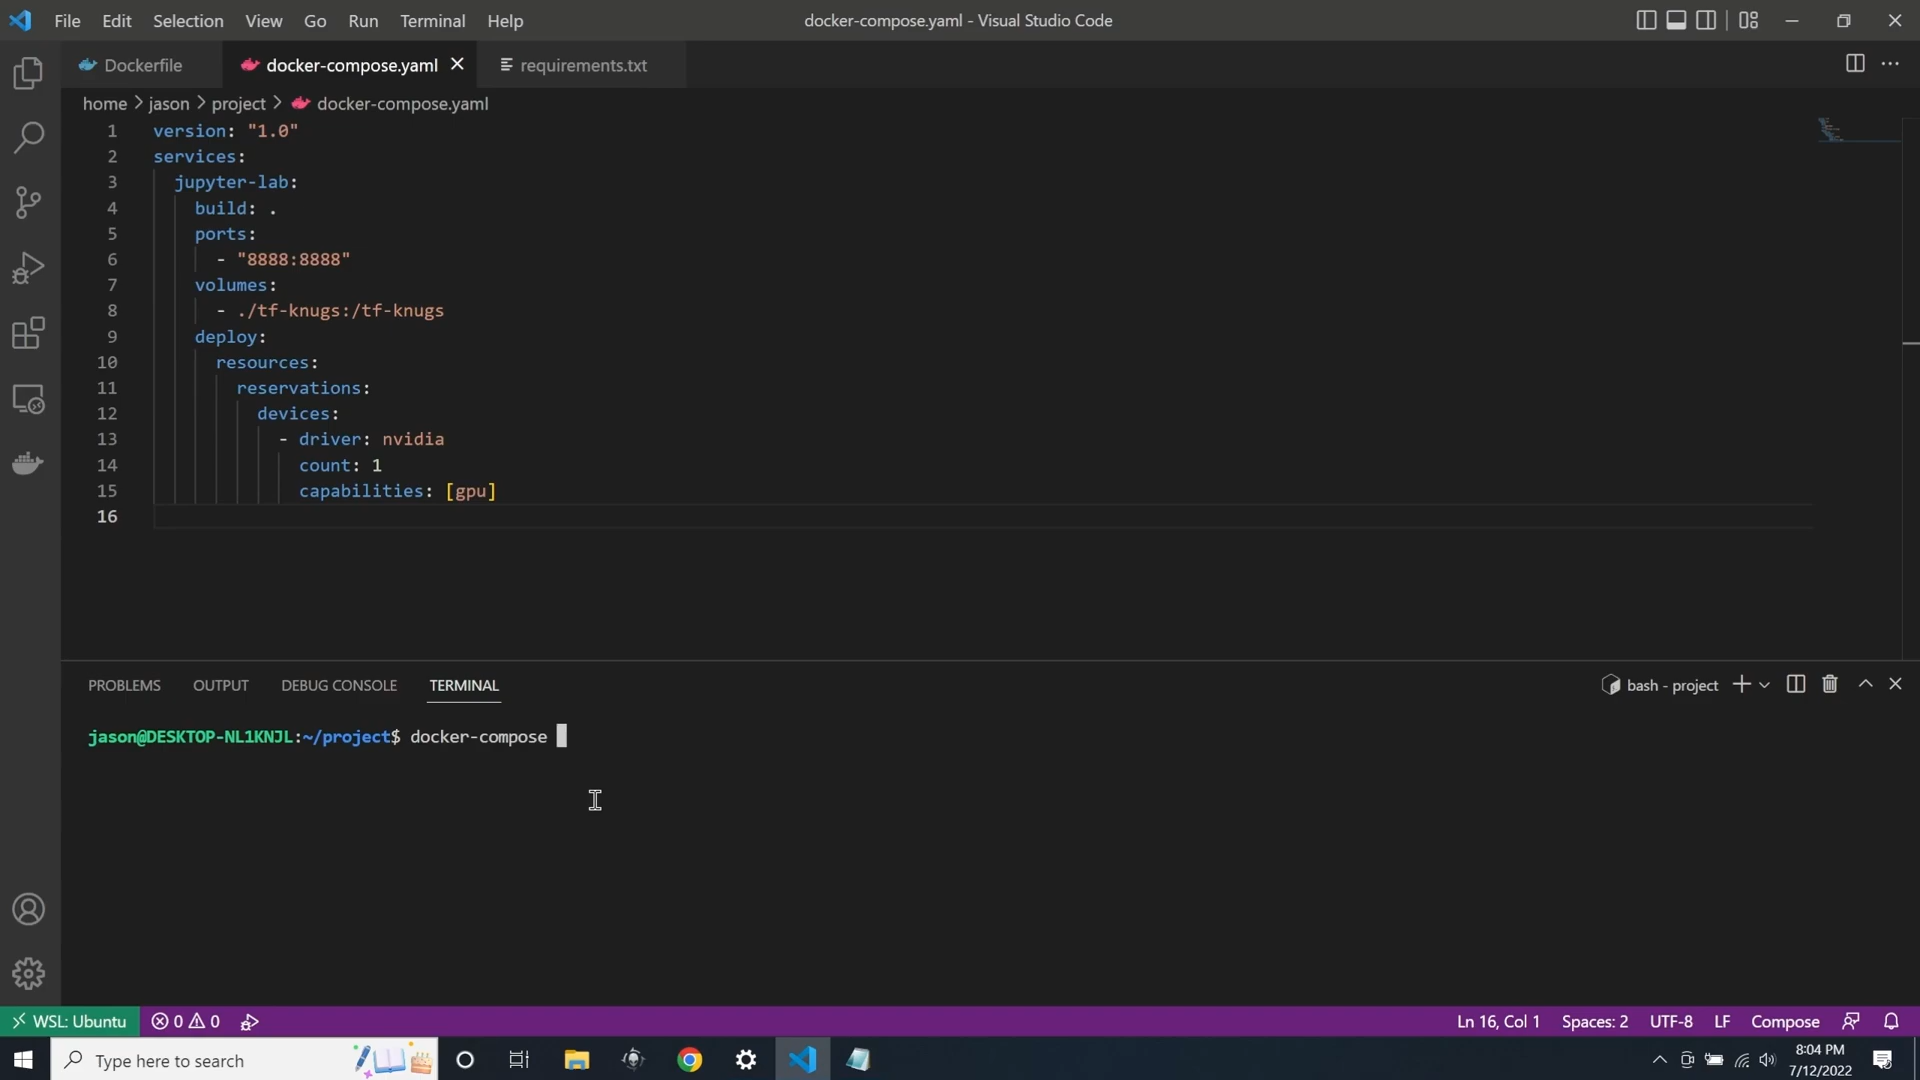 File Edit Selection View Go Run Terminal Help
docker-compose.yaml - Visual Studio Code
Dockerfile
docker-compose.yaml
requirements.txt
home > jason > project > docker-compose.yaml
1 version: "1.0"
2 services:
3 jupyter-lab:
4 build: .
5 ports:
6 - "8888:8888"
7 volumes:
8 - ./tf-knugs:/tf-knugs
9 deploy:
10 resources:
11 reservations:
12 devices:
13 - driver: nvidia
14 count: 1
15 capabilities: [gpu]
16
PROBLEMS OUTPUT DEBUG CONSOLE TERMINAL
bash - project
jason@DESKTOP-NL1KNJL:~/project$ docker-compose
WSL: Ubuntu 0 0
Ln 16, Col 1 Spaces: 2 UTF-8 LF Compose
Type here to search
8:04 PM
7/12/2022